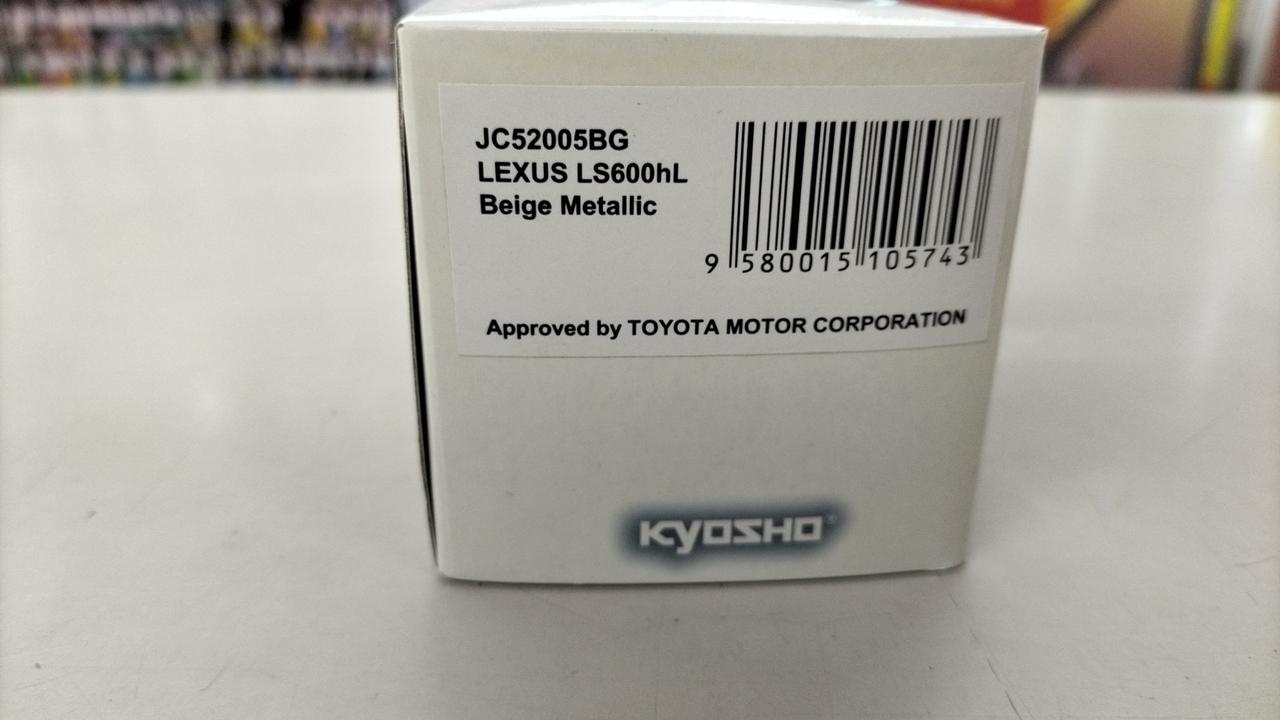 JC52005BG
LEXUS LS600hL
Beige Metallic
9 580015 105743
Approved by TOYOTA MOTOR CORPORATION
KYOSHO